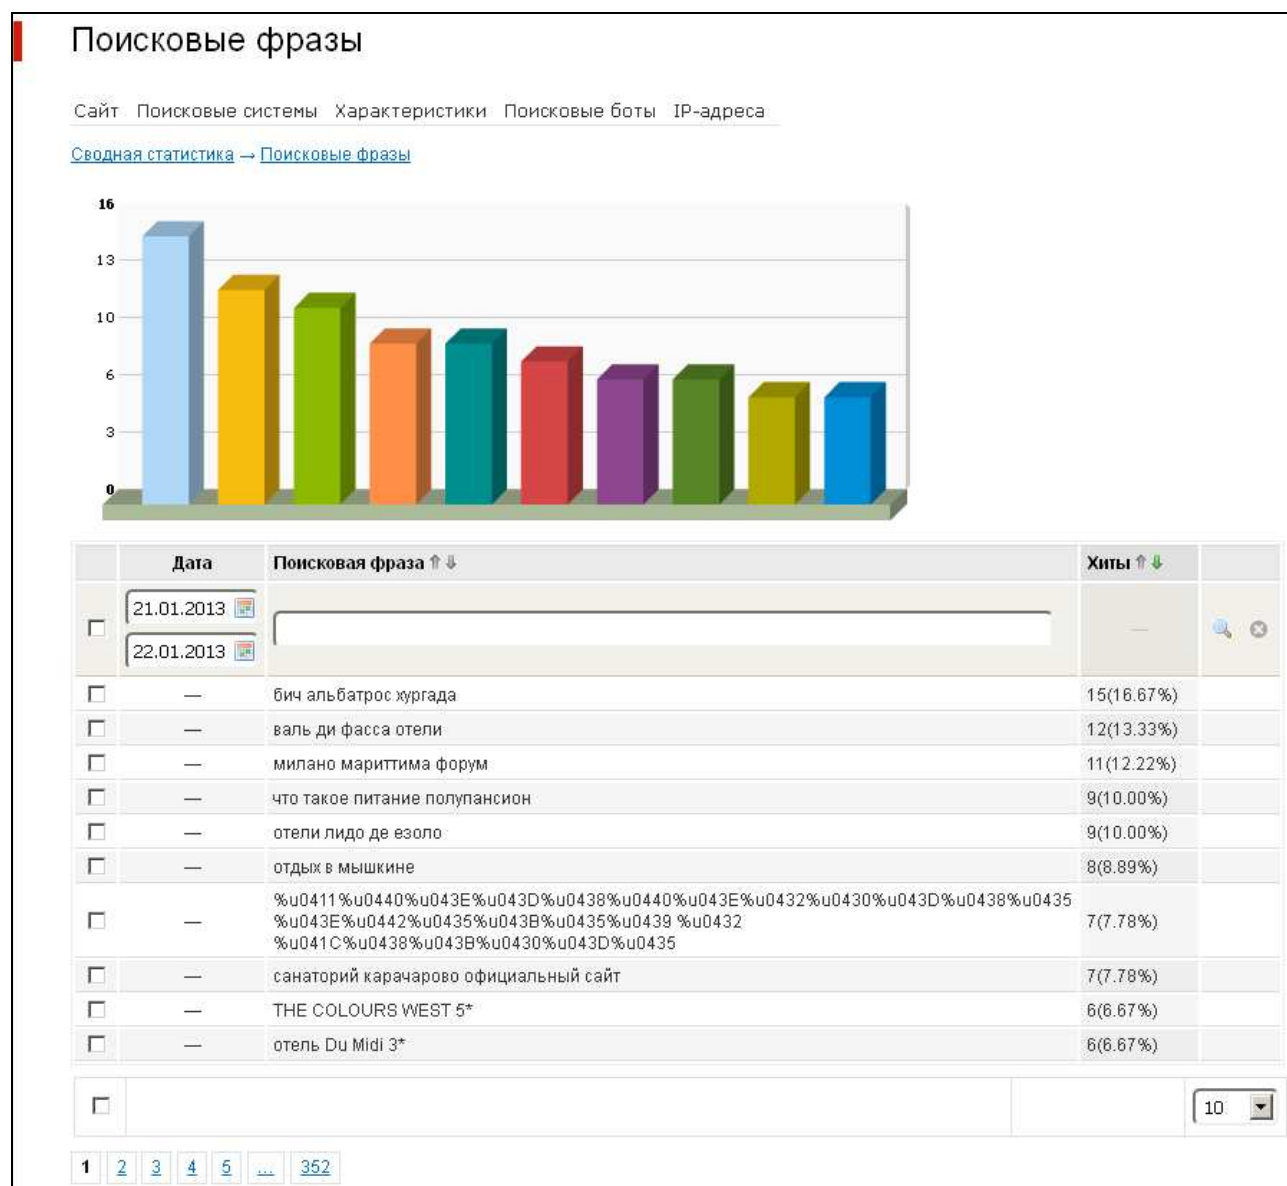 Поисковые фразы
Сайт Поисковые системы Характеристики Поисковые боты IP-адреса
Сводная статистика → Поисковые фразы
16
13
10
6
3
0
Дата Поисковая фраза ⇑ ⇓ Хиты ⇑ ⇓
21.01.2013
22.01.2013
—
— бич альбатрос хургада 15(16.67%)
— валь ди фасса отели 12(13.33%)
— милано мариттима форум 11(12.22%)
— что такое питание полупансион 9(10.00%)
— отели лидо де езоло 9(10.00%)
— отдых в мышкине 8(8.89%)
%u0411%u0440%u043E%u043D%u0438%u0440%u043E%u0432%u0430%u043D%u0438%u0435
— %u043E%u0442%u0435%u043B%u0435%u0439 %u0432 7(7.78%)
%u041C%u0438%u043B%u0430%u043D%u0435
— санаторий карачарово официальный сайт 7(7.78%)
— THE COLOURS WEST 5* 6(6.67%)
— отель Du Midi 3* 6(6.67%)
10
1 2 3 4 5 ... 352